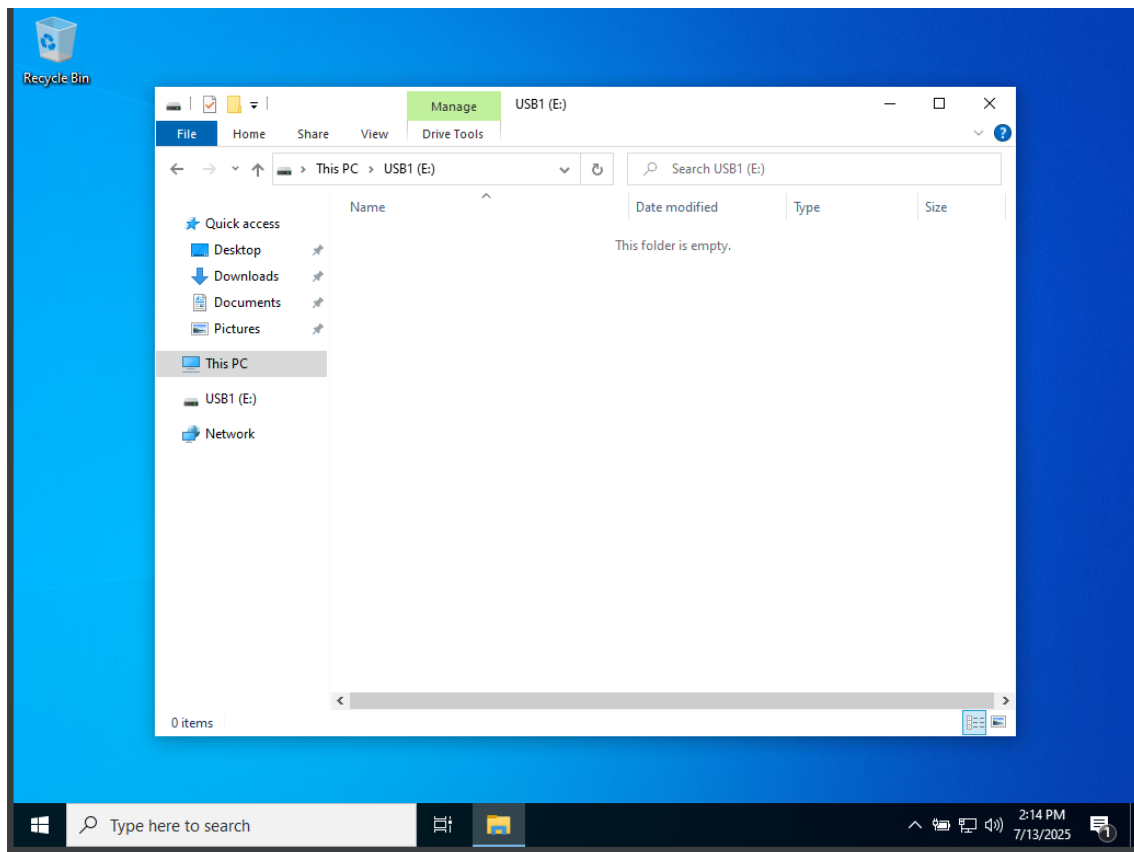 Recycle Bin
Manage
USB1 (E:)
File
Home
Share
View
Drive Tools
?
This PC
USB1 (E:)
Search USB1 (E:)
Name
Date modified
Type
Size
This folder is empty.
Quick access
Desktop
Downloads
Documents
Pictures
This PC
USB1 (E:)
Network
0 items
Type here to search
2:14 PM
7/13/2025
1